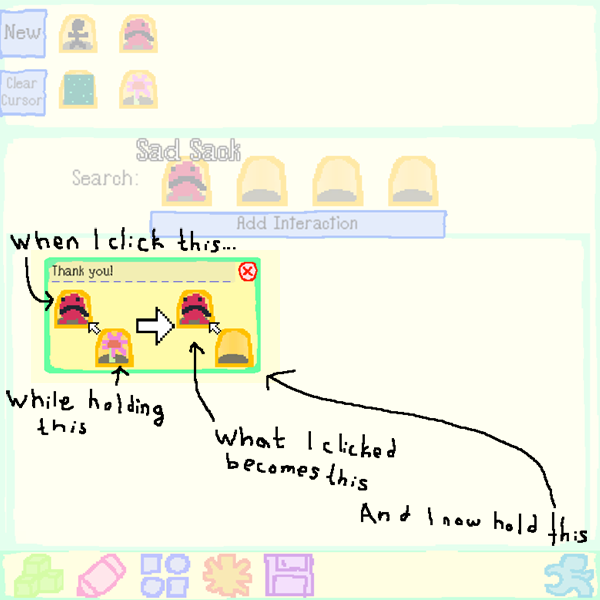 New
Clear
Cursor
Sad Sack
Search:
Add Interaction
When I click this...
Thank you!
While holding
this
What I clicked
becomes this
And I now hold this